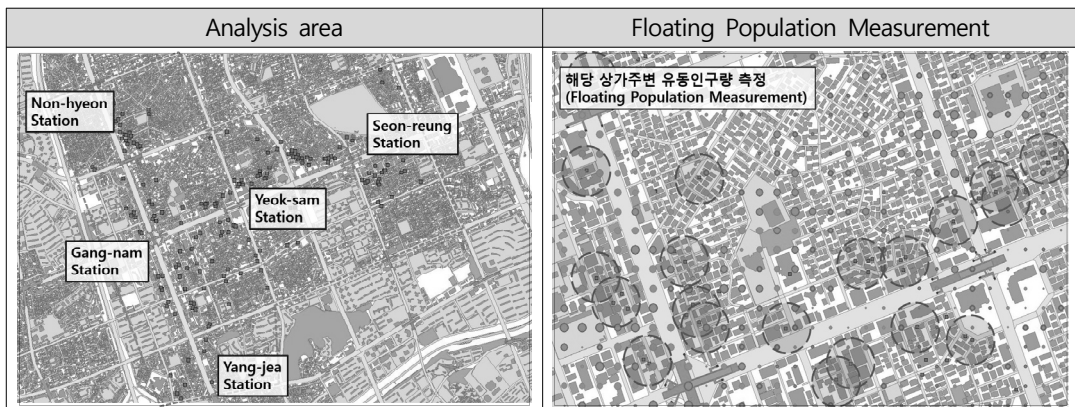 Analysis area
Floating Population Measurement
Non-hyeon
Station
Seon-reung
Station
Yeok-sam
Station
Gang-nam
Station
Yang-jea
Station
해당 상가주변 유동인구량 측정
(Floating Population Measurement)